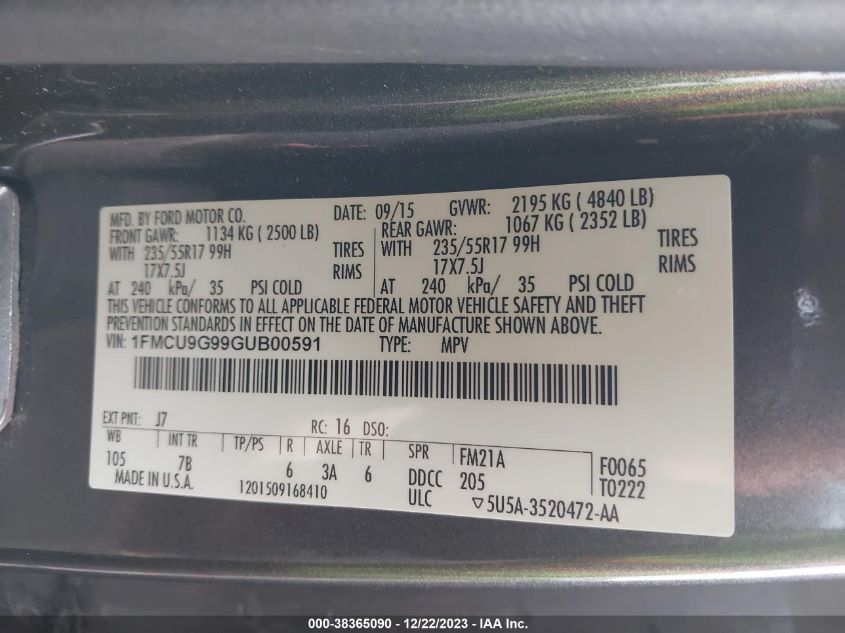 MFD. BY FORD MOTOR CO. DATE: 09/15 GVWR: 2195 KG ( 4840 LB)
FRONT GAWR: 1134 KG ( 2500 LB) REAR GAWR: 1067 KG ( 2352 LB)
WITH 235/55R17 99H TIRES WITH 235/55R17 99H TIRES
17X7.5J RIMS 17X7.5J RIMS
AT 240 kPa/ 35 PSI COLD AT 240 kPa/ 35 PSI COLD
THIS VEHICLE CONFORMS TO ALL APPLICABLE FEDERAL MOTOR VEHICLE SAFETY AND THEFT
PREVENTION STANDARDS IN EFFECT ON THE DATE OF MANUFACTURE SHOWN ABOVE.
VIN: 1FMCU9G99GUB00591 TYPE: MPV
EXT PNT: J7 RC: 16 DSO:
WB INT TR TP/PS R AXLE TR SPR FM21A F0065
105 7B 6 3A 6 DDCC 205 T0222
MADE IN U.S.A. 1201509168410 ULC ▽5U5A-3520472-AA
000-38365090 - 12/22/2023 - IAA Inc.